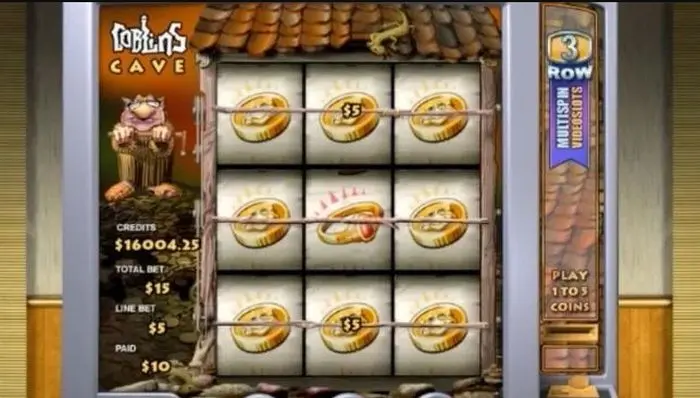 GOBLINS
CAVE
CREDITS
$16004.25
TOTAL BET
$15
LINE BET
$5
PAID
$10
$5
$5
3
ROW
MULTISPIN
VIDEOSLOTS
PLAY
1 TO 5
COINS